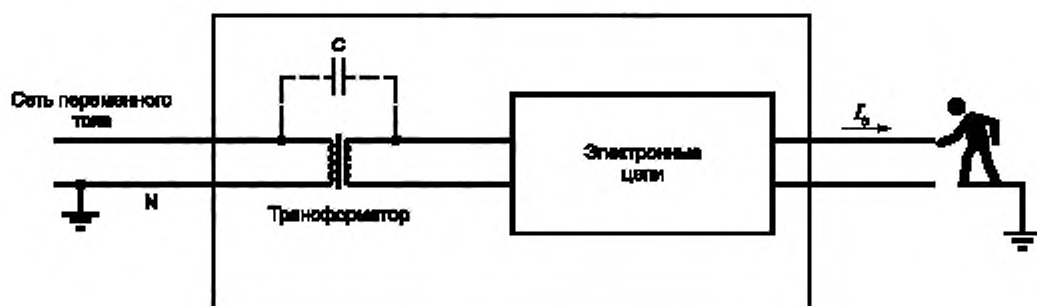 C
Сеть переменного
тока
N
Трансформатор
Электронные
цепи